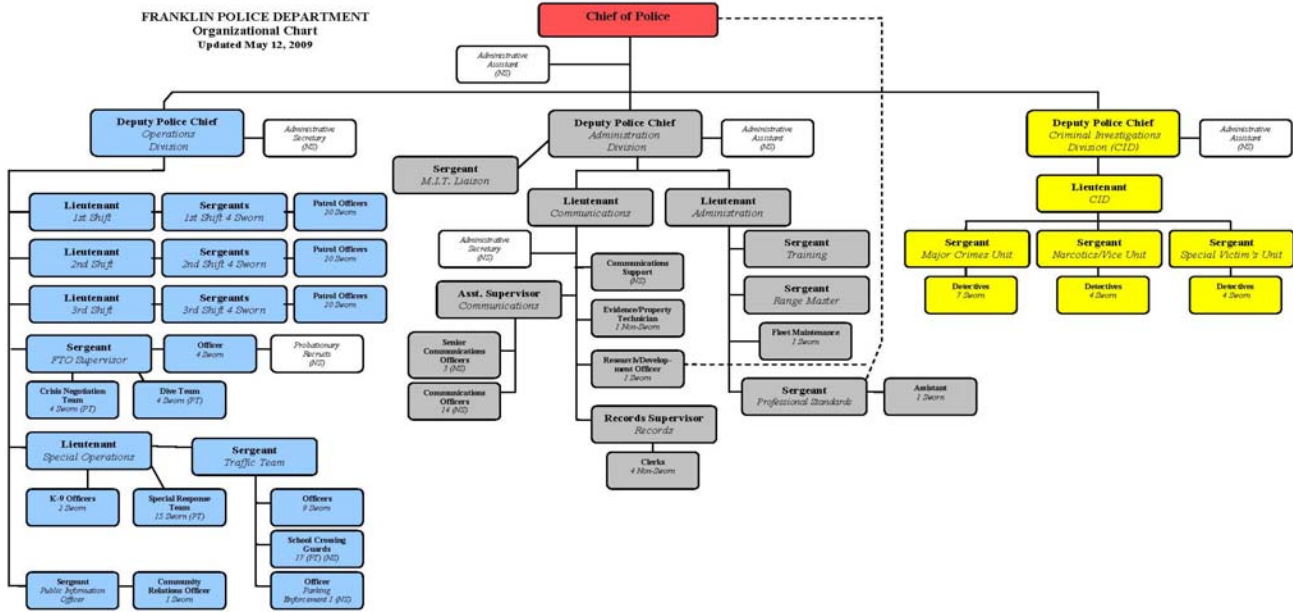 FRANKLIN POLICE DEPARTMENT
Organizational Chart
Updated May 12, 2009
Chief of Police
Administrative
Assistant
(NS)
Deputy Police Chief
Operations
Division
Administrative
Secretary
(NS)
Deputy Police Chief
Administration
Division
Administrative
Assistant
(NS)
Deputy Police Chief
Criminal Investigations
Division (CID)
Administrative
Assistant
(NS)
Sergeant
M.I.T. Liaison
Lieutenant
1st Shift
Sergeants
1st Shift 4 Sworn
Patrol Officers
20 Sworn
Lieutenant
2nd Shift
Sergeants
2nd Shift 4 Sworn
Patrol Officers
20 Sworn
Lieutenant
3rd Shift
Sergeants
3rd Shift 4 Sworn
Patrol Officers
20 Sworn
Sergeant
FTO Supervisor
Officer
4 Sworn
Probationary
Recruits
(NS)
Crisis Negotiation
Team
4 Sworn (PT)
Dive Team
4 Sworn (PT)
Lieutenant
Special Operations
Sergeant
Traffic Team
K-9 Officers
2 Sworn
Special Response
Team
15 Sworn (PT)
Officers
9 Sworn
School Crossing
Guards
17 (PT) (NS)
Officer
Parking
Enforcement 1 (NS)
Sergeant
Public Information
Officer
Community
Relations Officer
1 Sworn
Lieutenant
Communications
Lieutenant
Administration
Administrative
Secretary
(NS)
Communications
Support
(NS)
Asst. Supervisor
Communications
Evidence/Property
Technician
1 Non-Sworn
Senior
Communications
Officers
3 (NS)
Research/Develop-
ment Officer
1 Sworn
Communications
Officers
14 (NS)
Records Supervisor
Records
Clerks
4 Non-Sworn
Sergeant
Training
Sergeant
Range Master
Fleet Maintenance
1 Sworn
Sergeant
Professional Standards
Assistant
1 Sworn
Lieutenant
CID
Sergeant
Major Crimes Unit
Sergeant
Narcotics/Vice Unit
Sergeant
Special Victim's Unit
Detectives
7 Sworn
Detectives
4 Sworn
Detectives
4 Sworn